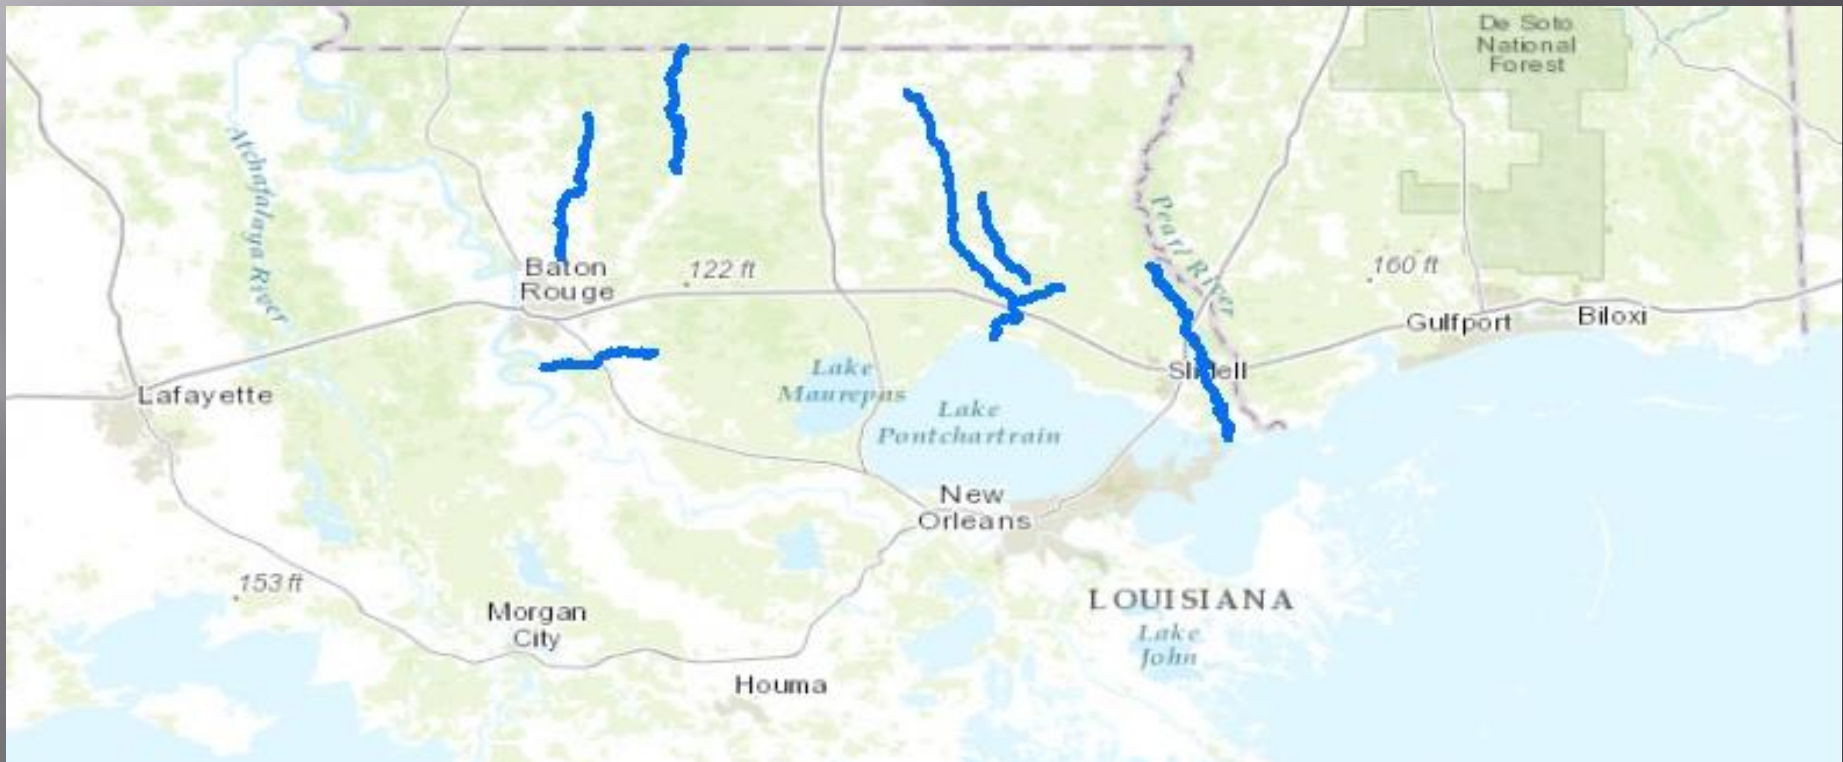 De Soto
National
Forest
Atchafalaya River
Pearl River
Baton
Rouge
122 ft
160 ft
Gulfport
Biloxi
Slidell
Lafayette
Lake
Maurepas
Lake
Pontchartrain
New
Orleans
153 ft
Morgan
City
LOUISIANA
Lake
John
Houma